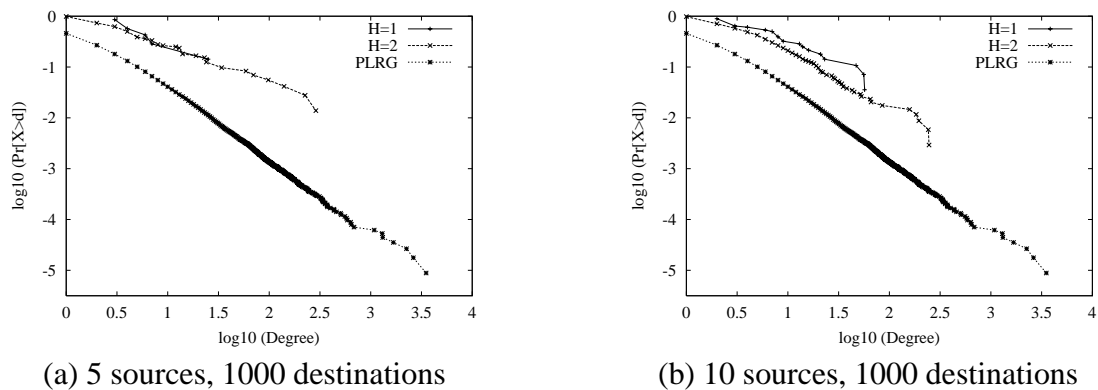 0
-1
-2
-3
-4
-5
0 0.5 1 1.5 2 2.5 3 3.5 4
log10 (Pr[X>d])
log10 (Degree)
H=1
H=2
PLRG
(a) 5 sources, 1000 destinations
0
-1
-2
-3
-4
-5
0 0.5 1 1.5 2 2.5 3 3.5 4
log10 (Pr[X>d])
log10 (Degree)
H=1
H=2
PLRG
(b) 10 sources, 1000 destinations